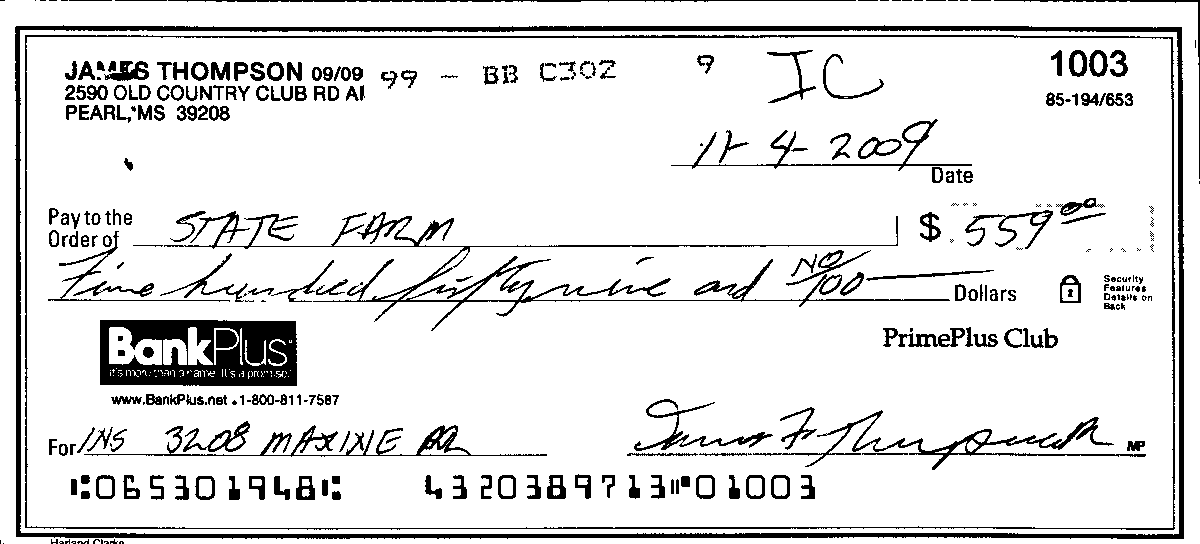 JAMES THOMPSON 09/09 99 - BB C302 9 IC 1003
2590 OLD COUNTRY CLUB RD AI
PEARL, MS 39208
85-194/653
11-4-2009
Date
Pay to the
Order of STATE FARM $ 559.00
Five hundred fifty nine and NO/100 Dollars
Security
Features
Details on
Back
BankPlus
It's more than a name. It's a promise.
PrimePlus Club
www.BankPlus.net • 1-800-811-7587
For INS 3208 MAXINE DR
James F Thompson MP
⑆065301948⑆ 4320389713⑈01003
Harland Clarke